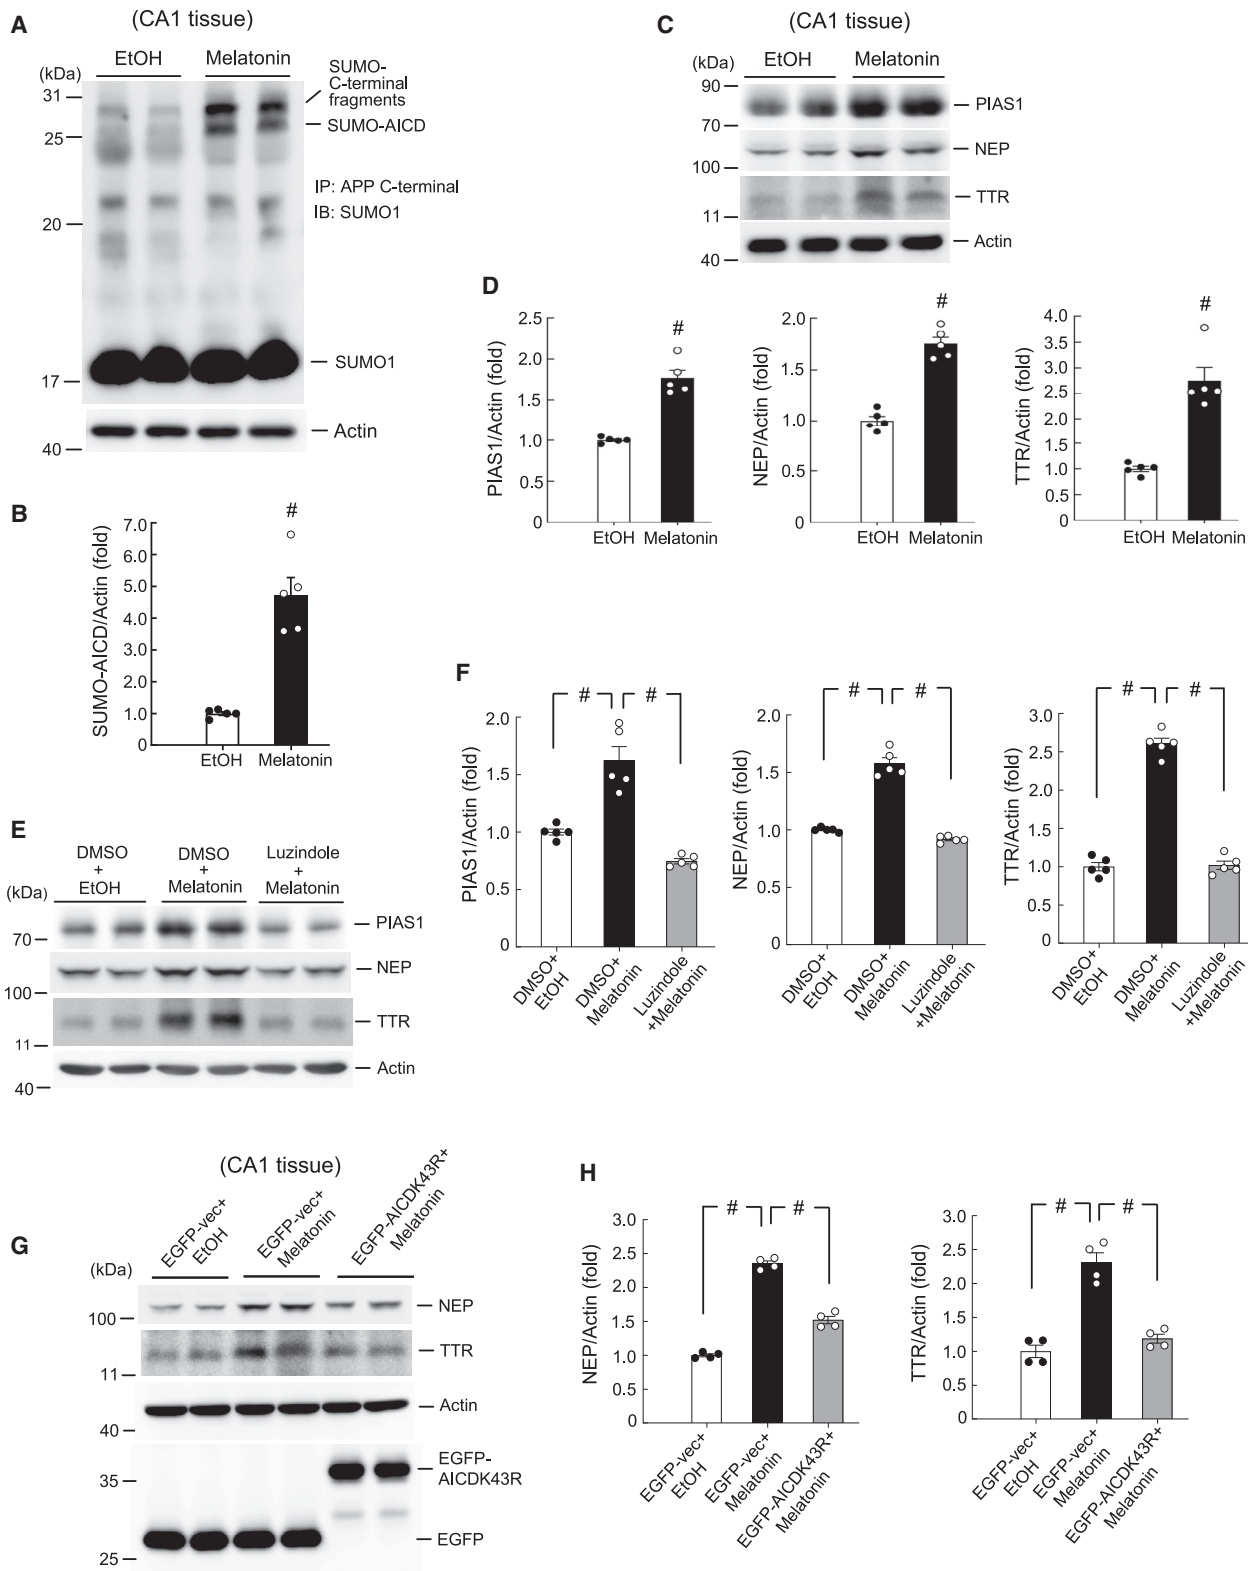 A
(CA1 tissue)
EtOH Melatonin
(kDa)
31
25
20
17
40
SUMO-
C-terminal
fragments
SUMO-AICD
IP: APP C-terminal
IB: SUMO1
SUMO1
Actin
B
SUMO-AICD/Actin (fold)
7.0
6.0
5.0
4.0
3.0
2.0
1.0
0
#
EtOH Melatonin
C
(CA1 tissue)
EtOH Melatonin
(kDa)
90
70
100
11
40
PIAS1
NEP
TTR
Actin
D
PIAS1/Actin (fold)
2.5
2.0
1.5
1.0
0.5
0
#
EtOH Melatonin
NEP/Actin (fold)
2.0
1.5
1.0
0.5
0
#
EtOH Melatonin
TTR/Actin (fold)
4.0
3.5
3.0
2.5
2.0
1.5
1.0
0.5
0
#
EtOH Melatonin
E
DMSO
+
EtOH
DMSO
+
Melatonin
Luzindole
+
Melatonin
(kDa)
70
100
11
40
PIAS1
NEP
TTR
Actin
F
PIAS1/Actin (fold)
2.0
1.5
1.0
0.5
0
# #
DMSO+
EtOH
DMSO+
Melatonin
Luzindole
+Melatonin
NEP/Actin (fold)
2.0
1.5
1.0
0.5
0
# #
DMSO+
EtOH
DMSO+
Melatonin
Luzindole
+Melatonin
TTR/Actin (fold)
3.0
2.5
2.0
1.5
1.0
0.5
0
# #
DMSO+
EtOH
DMSO+
Melatonin
Luzindole
+Melatonin
G
(CA1 tissue)
EGFP-vec+
EtOH
EGFP-vec+
Melatonin
EGFP-AICDK43R+
Melatonin
(kDa)
100
11
40
35
25
NEP
TTR
Actin
EGFP-
AICDK43R
EGFP
H
NEP/Actin (fold)
3.0
2.5
2.0
1.5
1.0
0.5
0
# #
EGFP-vec+
EtOH
EGFP-vec+
Melatonin
EGFP-AICDK43R+
Melatonin
TTR/Actin (fold)
3.0
2.5
2.0
1.5
1.0
0.5
0
# #
EGFP-vec+
EtOH
EGFP-vec+
Melatonin
EGFP-AICDK43R+
Melatonin